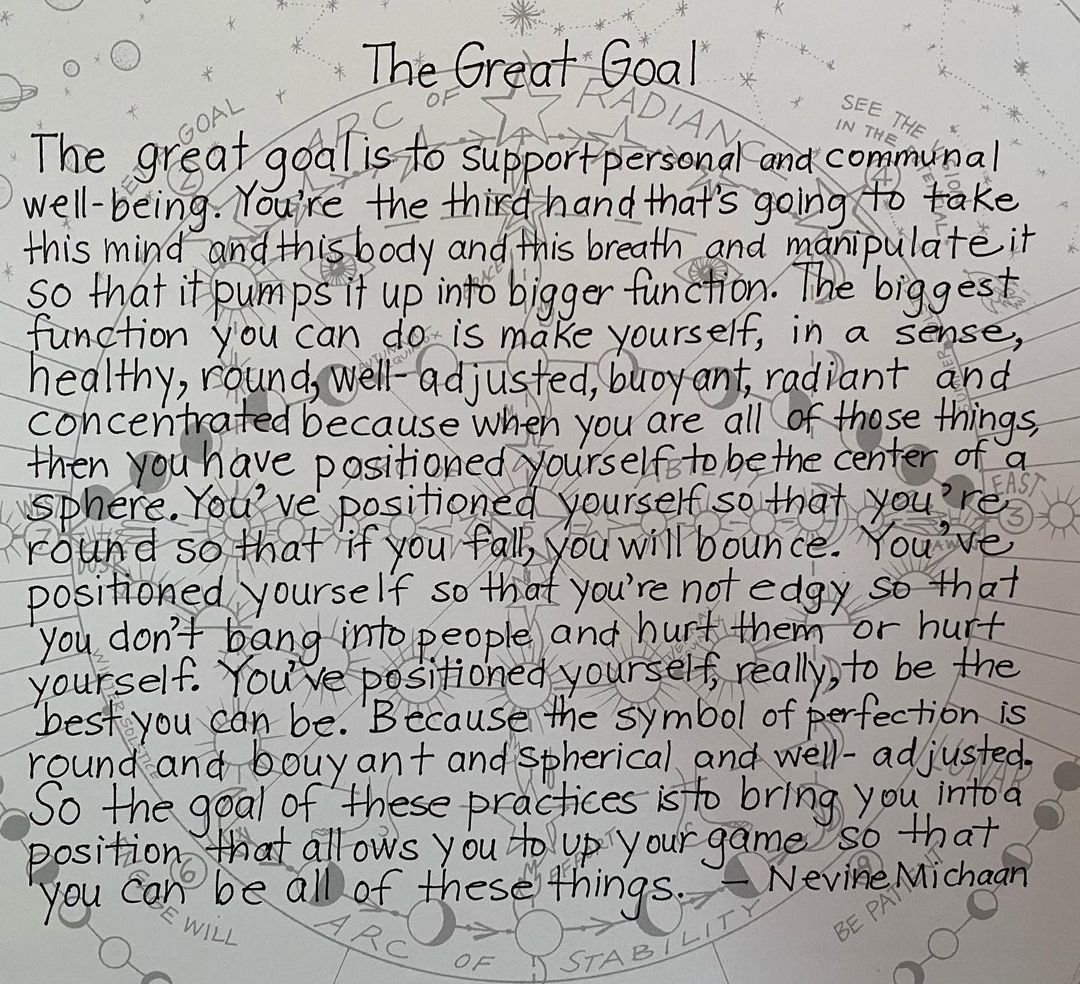 The Great Goal
The great goal is to support personal and communal
well-being. You're the third hand that's going to take
this mind and this body and this breath and manipulate it
so that it pumps it up into bigger function. The biggest
function you can do is make yourself, in a sense,
healthy, round, well-adjusted, buoyant, radiant and
concentrated because when you are all of those things,
then you have positioned yourself to be the center of a
sphere. You've positioned yourself so that you're
round so that if you fall, you will bounce. You've
positioned yourself so that you're not edgy so that
you don't bang into people and hurt them or hurt
yourself. You've positioned yourself, really, to be the
best you can be. Because the symbol of perfection is
round and bouyant and spherical and well-adjusted.
So the goal of these practices is to bring you into a
position that allows you to up your game so that
you can be all of these things. – Nevine Michaan
ARC OF RADIANCE
GOAL
SEE THE
IN THE
4
EAST
3
LUNAR
6
WILL
BE
ARC OF STABILITY